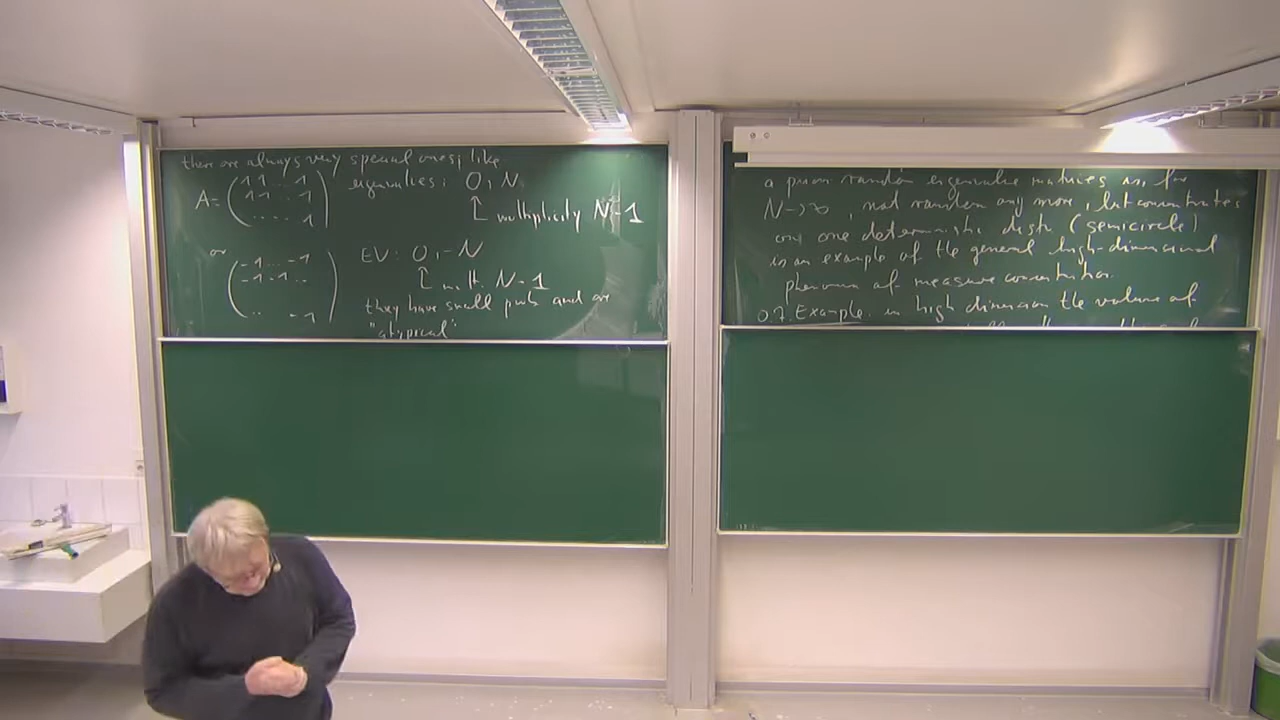 there are always very special ones; like
A = ( 1 1 ... 1
1 1 ... 1
... 1 ) eigenvalues: 0, N
↑ multiplicity N-1
or
( -1 ... -1
-1 -1 ...
.. -1 ) EV: 0, -N
↑ mult. N-1
they have small prob and are
"atypical"
a priori random eigenvalue matrices is, for
N→∞, not random any more, but concentrates
on one deterministic distr. (semicircle)
is an example of the general high-dimensional
phenomenon of measure concentration.
0.7. Example. in high dimension the volume of